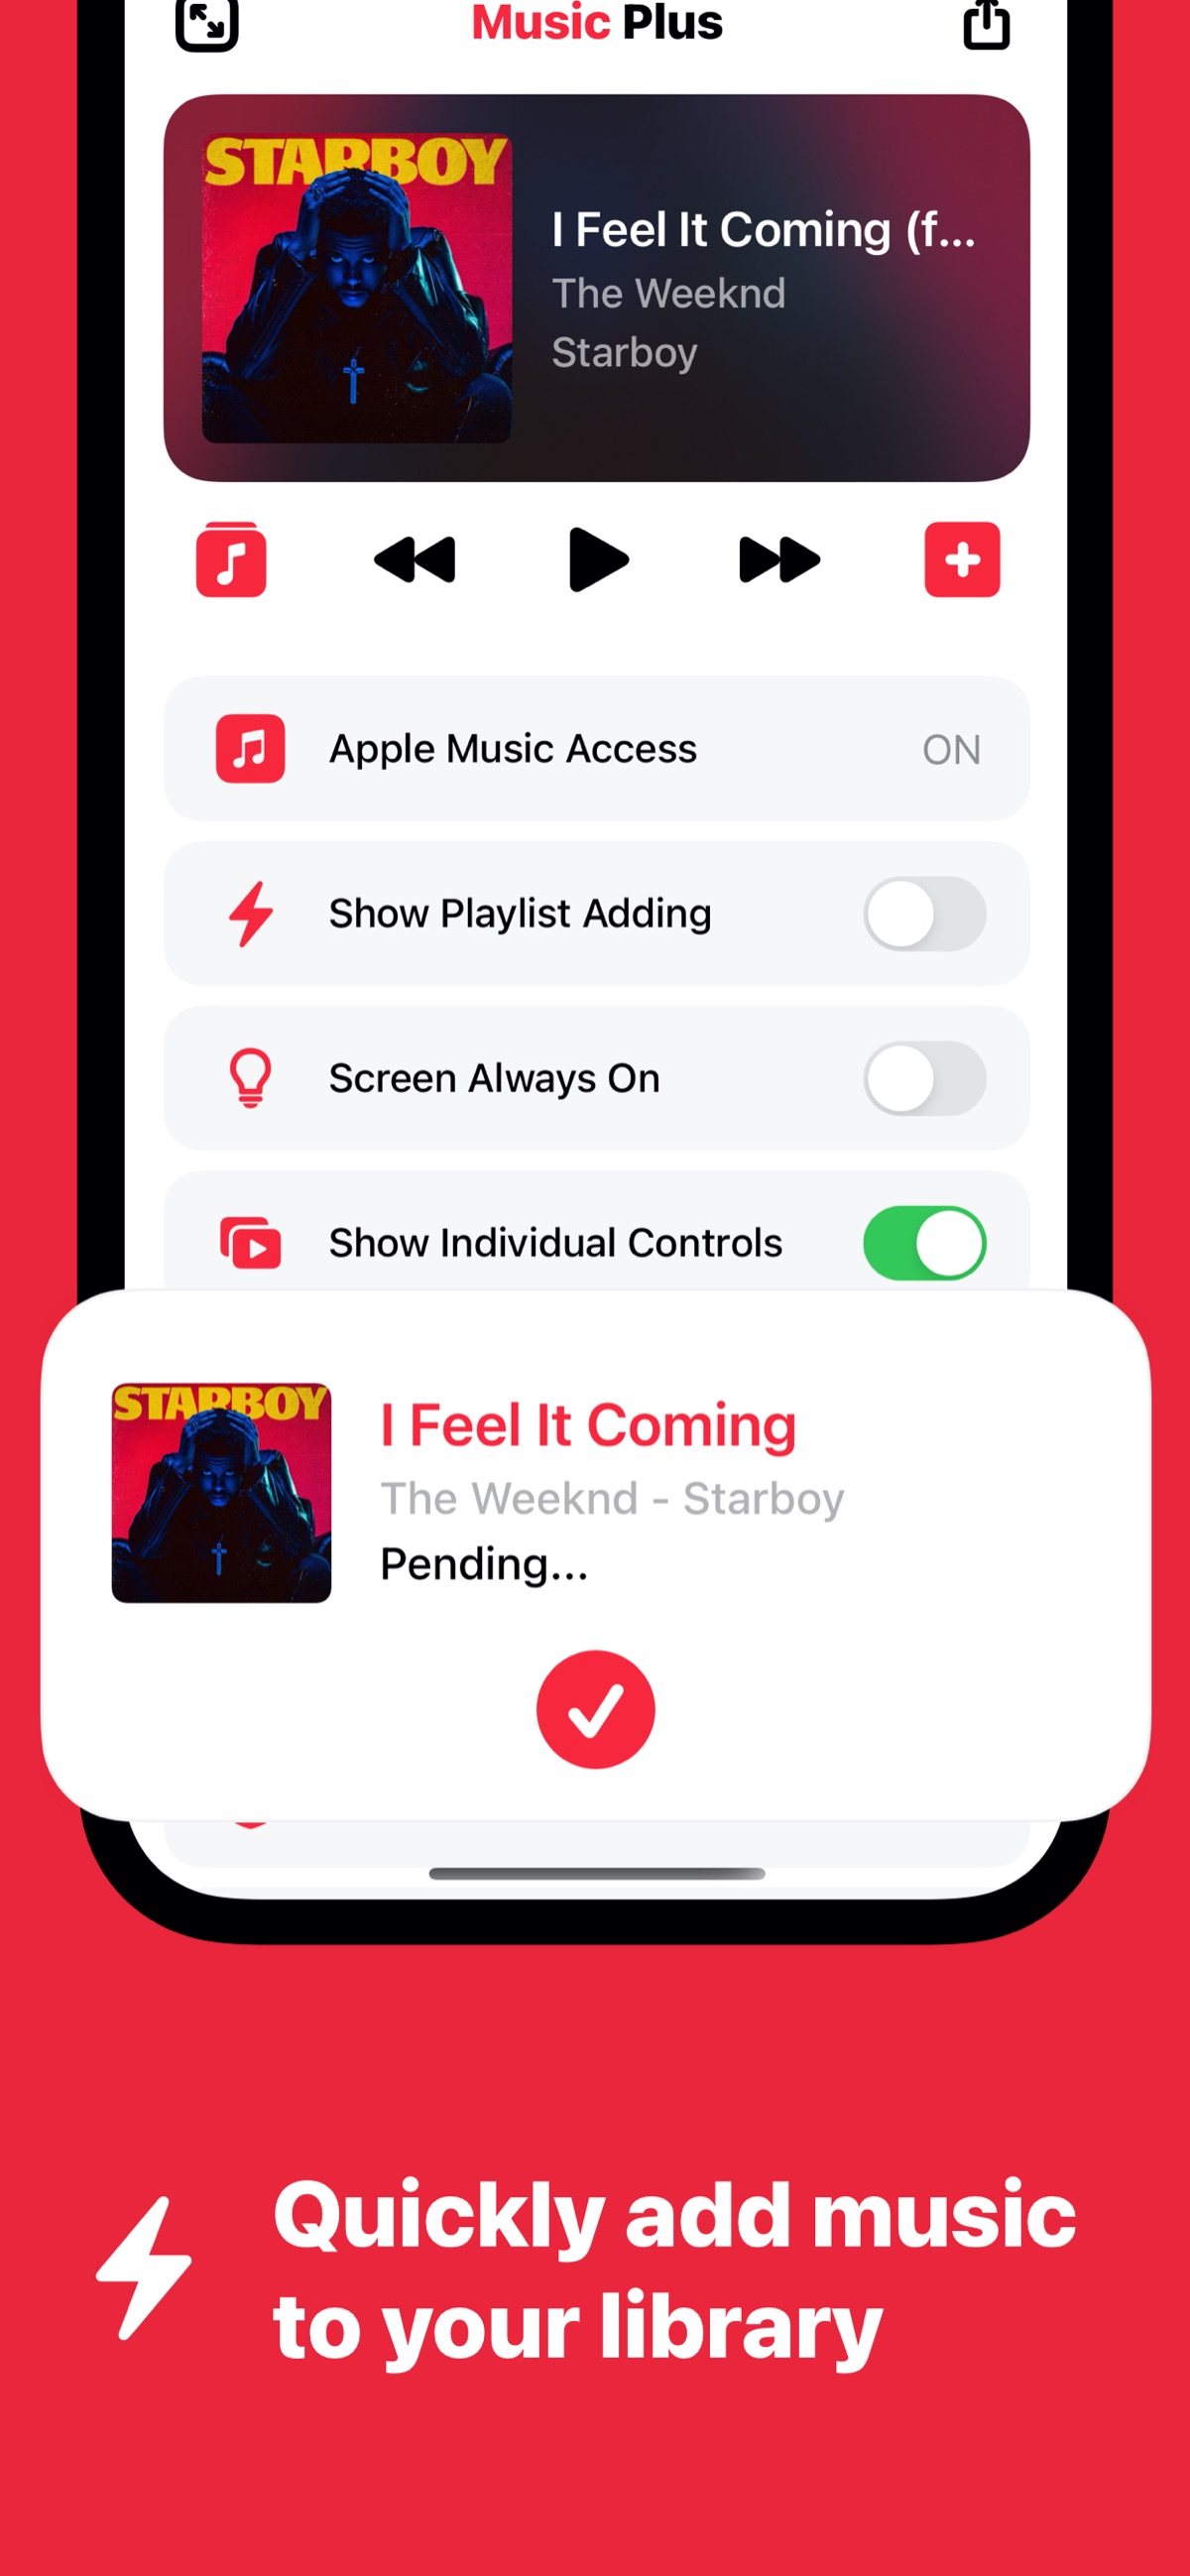 Music Plus
STARBOY
I Feel It Coming (f...
The Weeknd
Starboy
Apple Music Access
ON
Show Playlist Adding
Screen Always On
Show Individual Controls
STARBOY
I Feel It Coming
The Weeknd - Starboy
Pending...
Quickly add music
to your library